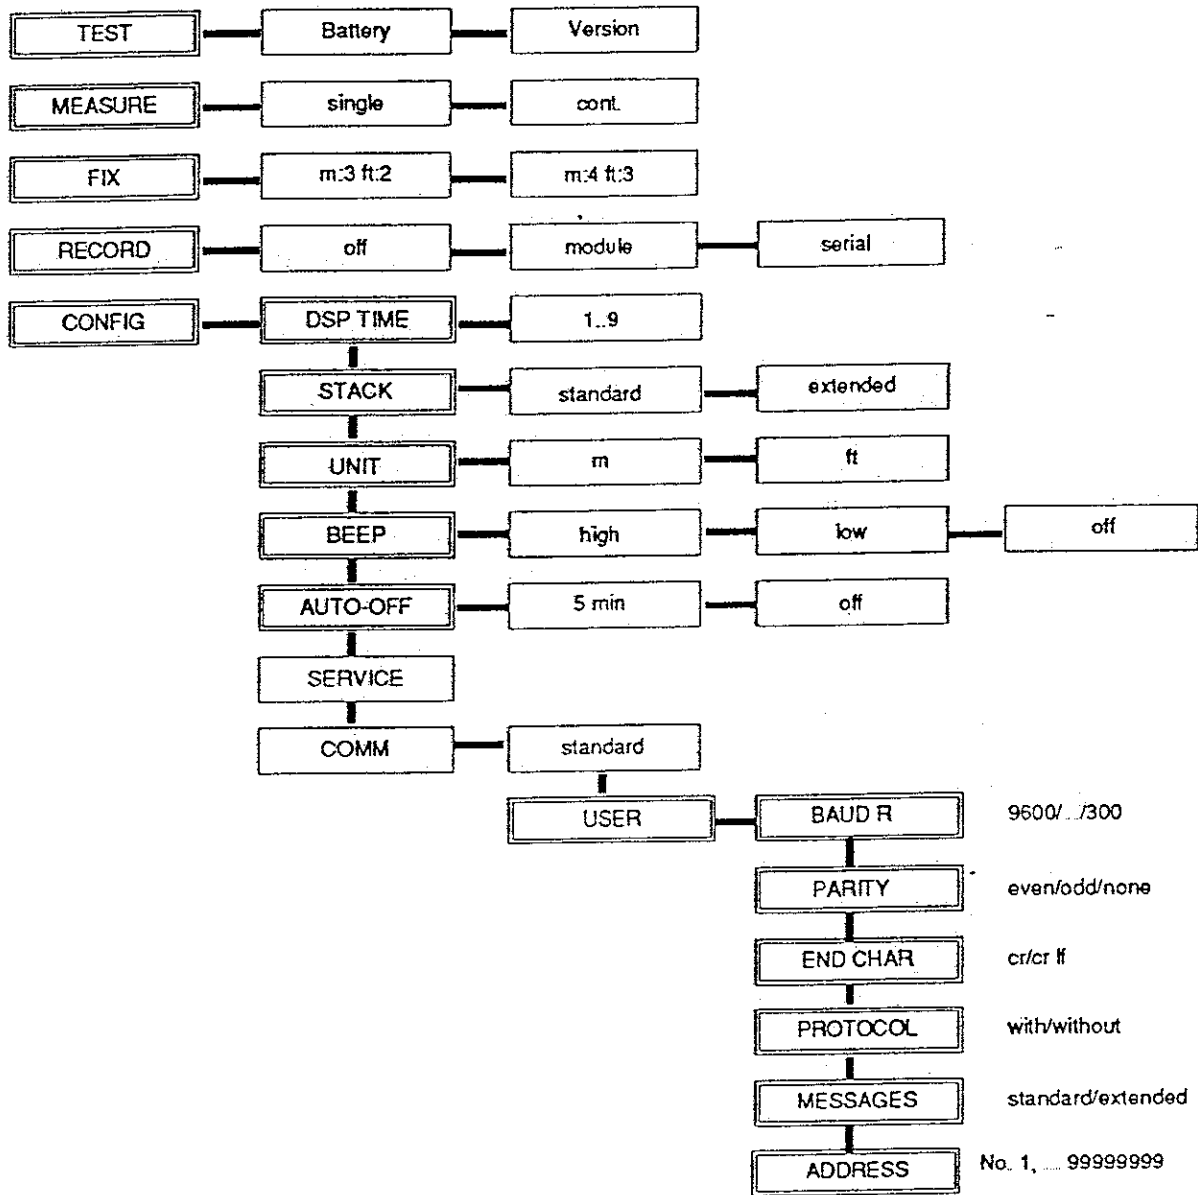 TEST Battery Version
MEASURE single cont.
FIX m:3 ft:2 m:4 ft:3
RECORD off module serial
CONFIG DSP TIME 1..9
STACK standard extended
UNIT m ft
BEEP high low off
AUTO-OFF 5 min off
SERVICE
COMM standard
USER BAUD R 9600/.../300
PARITY even/odd/none
END CHAR cr/cr lf
PROTOCOL with/without
MESSAGES standard/extended
ADDRESS No. 1, .... 99999999